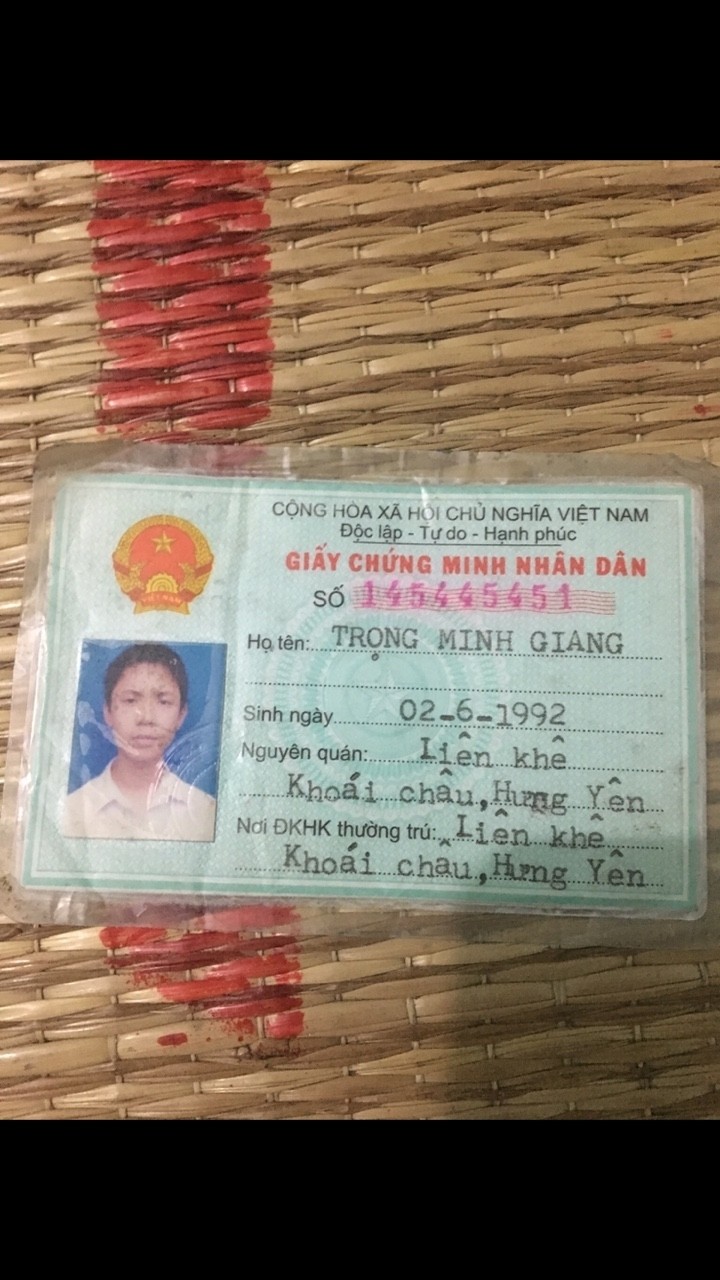 CỘNG HÒA XÃ HỘI CHỦ NGHĨA VIỆT NAM
Độc lập - Tự do - Hạnh phúc
GIẤY CHỨNG MINH NHÂN DÂN
SỐ 145445451
Họ tên: TRỌNG MINH GIANG
Sinh ngày 02-6-1992
Nguyên quán: Liên khê
Khoái châu, Hưng Yên
Nơi ĐKHK thường trú: Liên khê
Khoái châu, Hưng Yên
VIỆT NAM